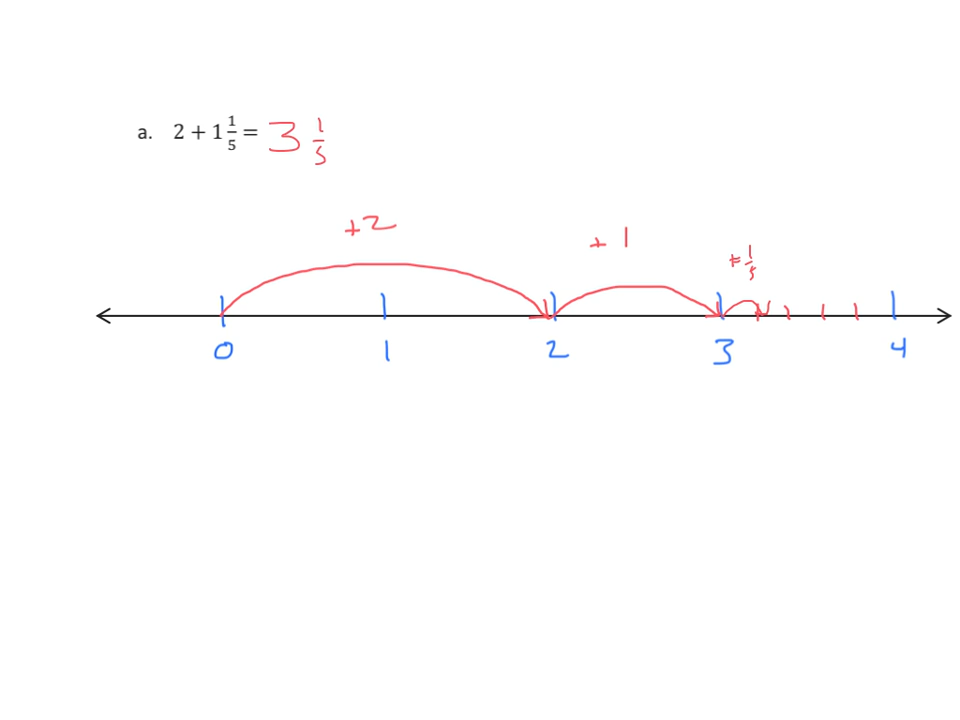 a. 2 + 1 1/5 = 3 1/5
+2 + 1 + 1/5
0 1 2 3 4